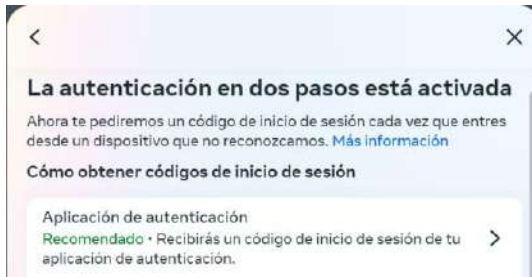 La autenticación en dos pasos está activada
Ahora te pediremos un código de inicio de sesión cada vez que entres
desde un dispositivo que no reconozcamos. Más información
Cómo obtener códigos de inicio de sesión
Aplicación de autenticación
Recomendado • Recibirás un código de inicio de sesión de tu
aplicación de autenticación.